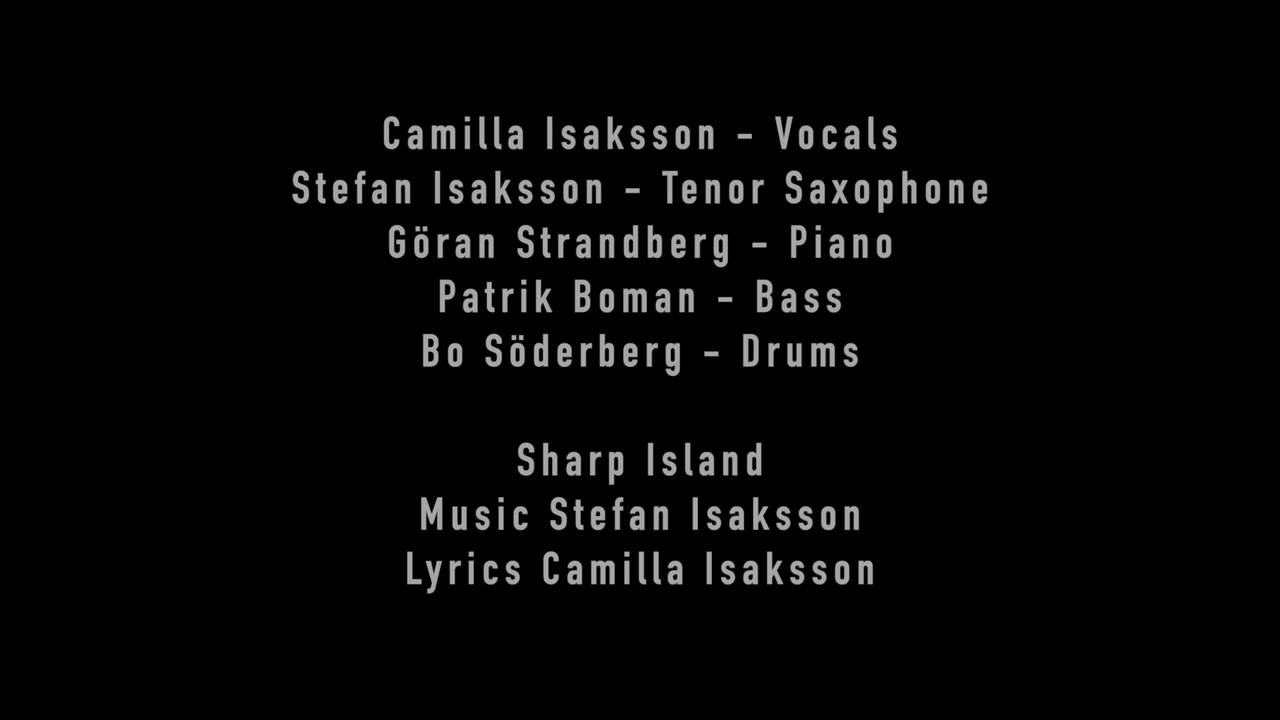 Camilla Isaksson - Vocals
Stefan Isaksson - Tenor Saxophone
Göran Strandberg - Piano
Patrik Boman - Bass
Bo Söderberg - Drums
Sharp Island
Music Stefan Isaksson
Lyrics Camilla Isaksson